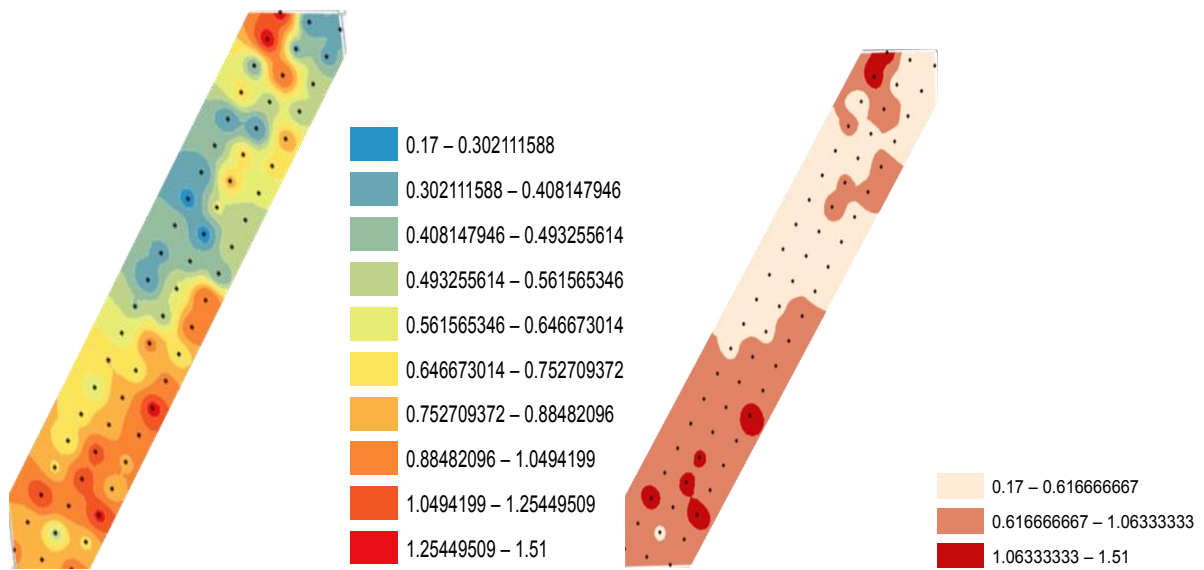 0.17 – 0.302111588
0.302111588 – 0.408147946
0.408147946 – 0.493255614
0.493255614 – 0.561565346
0.561565346 – 0.646673014
0.646673014 – 0.752709372
0.752709372 – 0.88482096
0.88482096 – 1.0494199
1.0494199 – 1.25449509
1.25449509 – 1.51
0.17 – 0.616666667
0.616666667 – 1.06333333
1.06333333 – 1.51